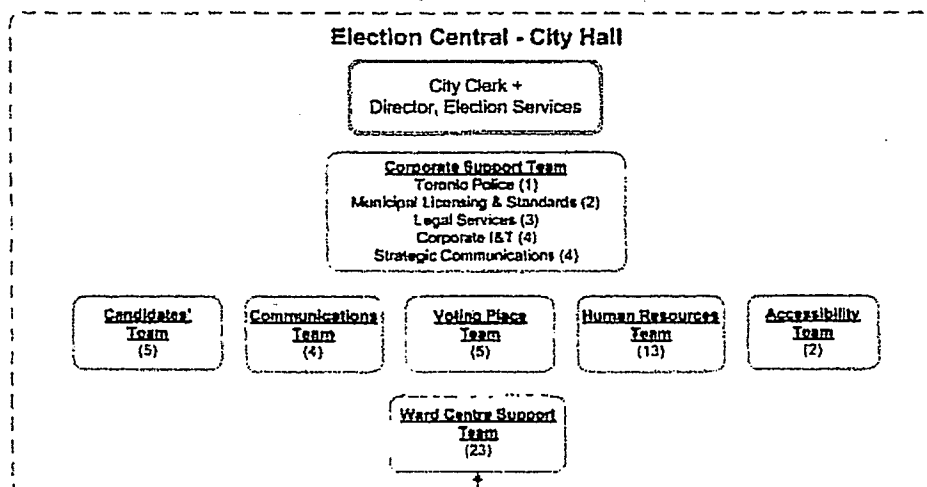 Election Central - City Hall
City Clerk +
Director, Election Services
Corporate Support Team
Toronto Police (1)
Municipal Licensing & Standards (2)
Legal Services (3)
Corporate I&T (4)
Strategic Communications (4)
Candidates' Team (5)
Communications Team (4)
Voting Place Team (5)
Human Resources Team (13)
Accessibility Team (2)
Ward Centre Support
Team
(23)